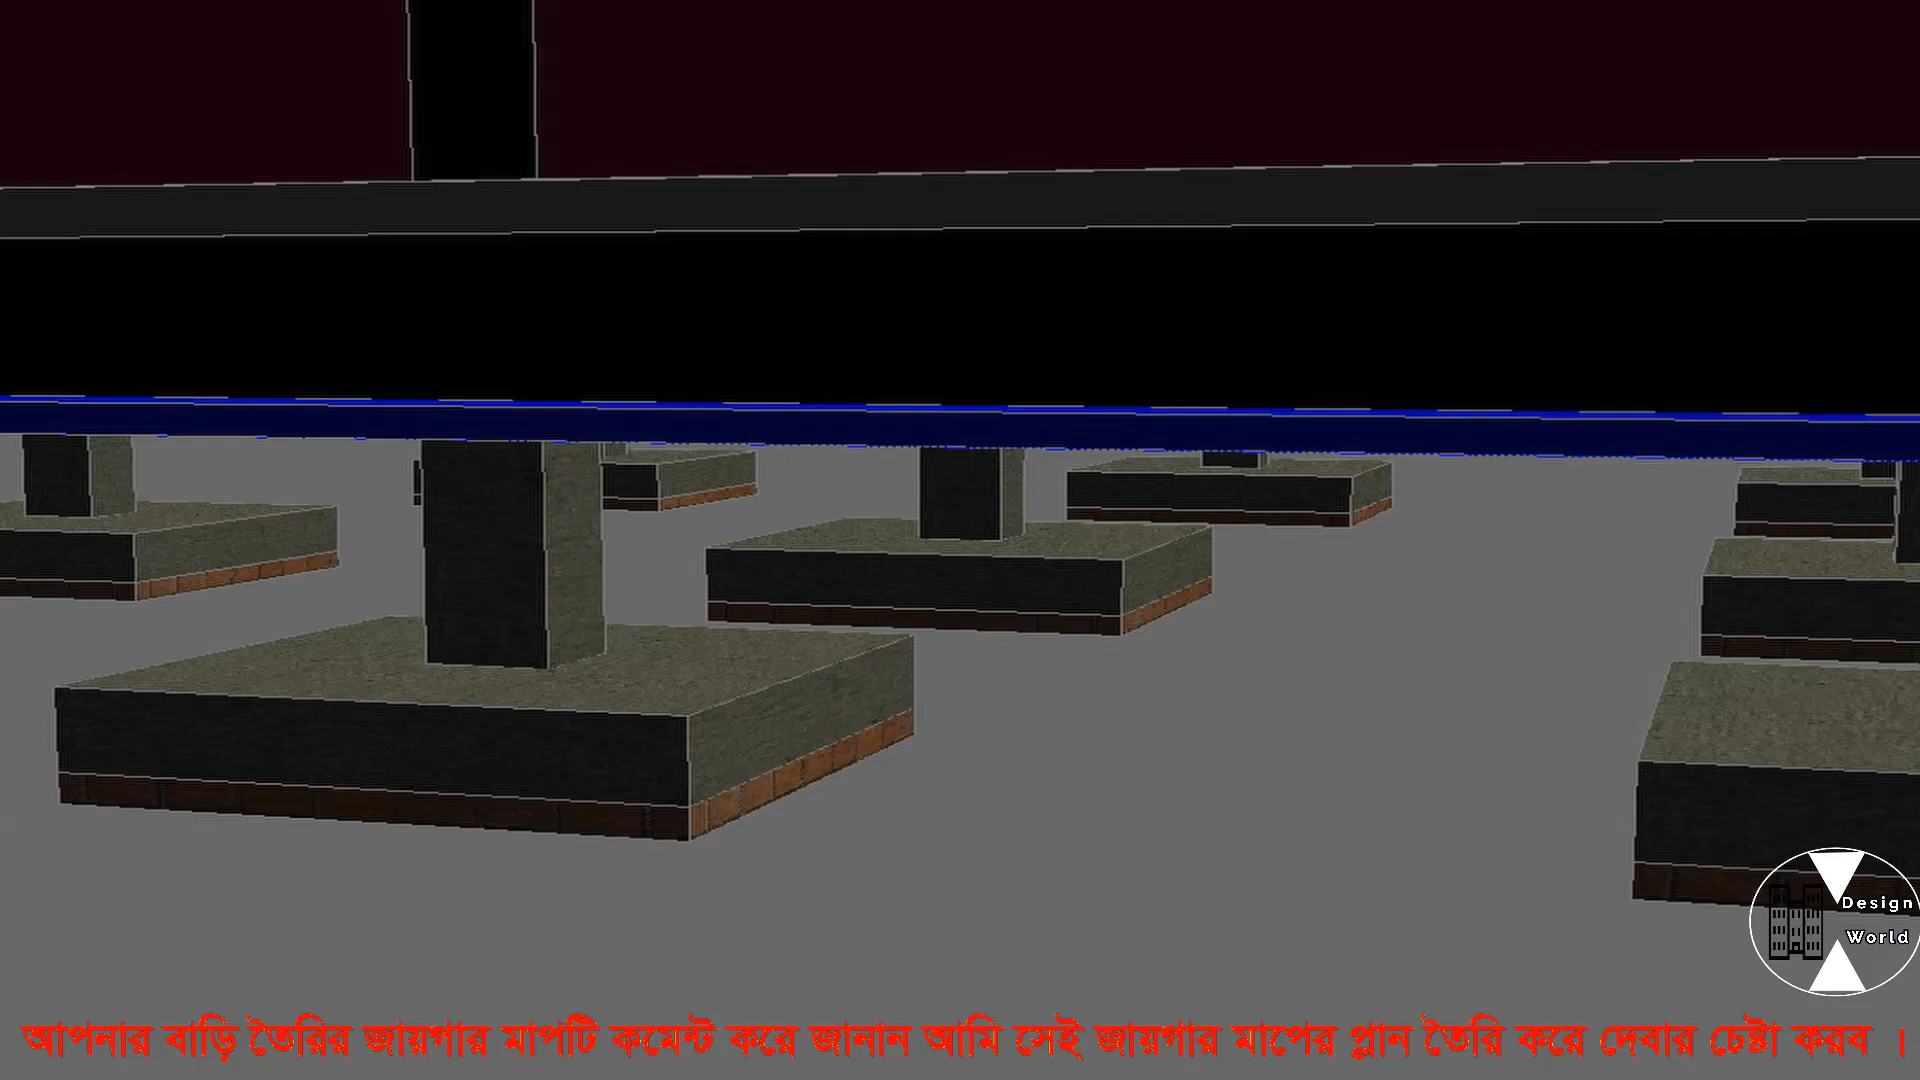 Design
World
আপনার বাড়ি তৈরির জায়গার মাপটি কমেন্ট করে জানান আমি সেই জায়গার মাপের প্লান তৈরি করে দেবার চেষ্টা করব ।